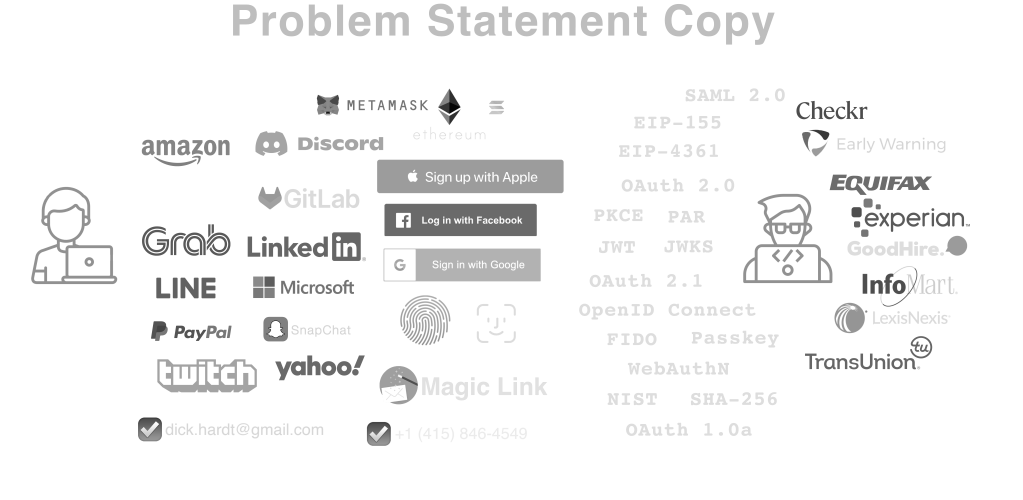 Problem Statement Copy
METAMASK
ethereum
amazon
Discord
GitLab
Sign up with Apple
Grab
LinkedIn
Log in with Facebook
G Sign in with Google
LINE
Microsoft
PayPal
SnapChat
twitch
yahoo!
Magic Link
dick.hardt@gmail.com
+1 (415) 846-4549
SAML 2.0
EIP-155
EIP-4361
OAuth 2.0
PKCE PAR
JWT JWKS
OAuth 2.1
OpenID Connect
FIDO Passkey
WebAuthN
NIST SHA-256
OAuth 1.0a
</>
Checkr
Early Warning
EQUIFAX
experian.
GoodHire.
InfoMart.
LexisNexis
TransUnion
tu